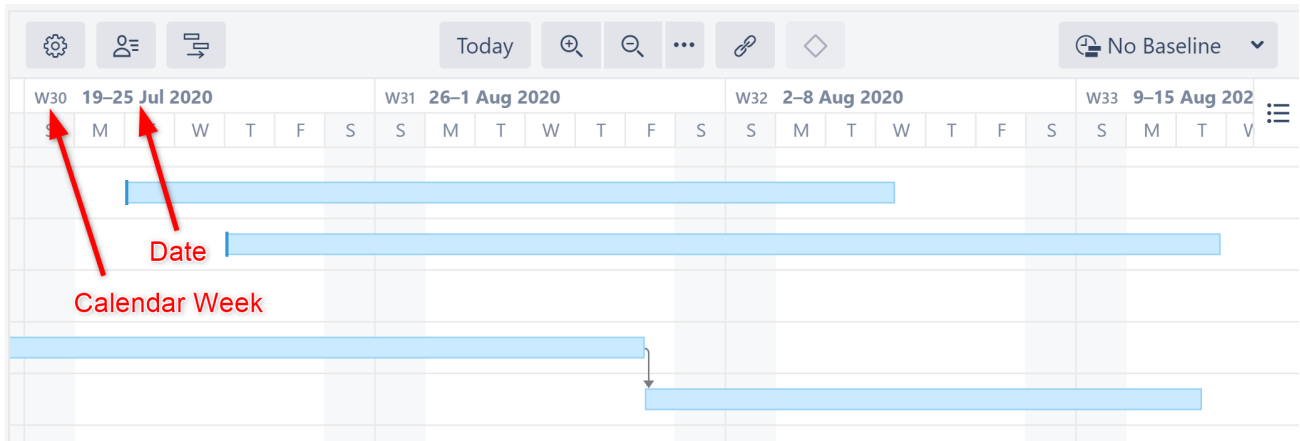 Today
No Baseline
W30 19–25 Jul 2020 W31 26–1 Aug 2020 W32 2–8 Aug 2020 W33 9–15 Aug 202
S M T W T F S S M T W T F S S M T W T F S S M T W
Date
Calendar Week